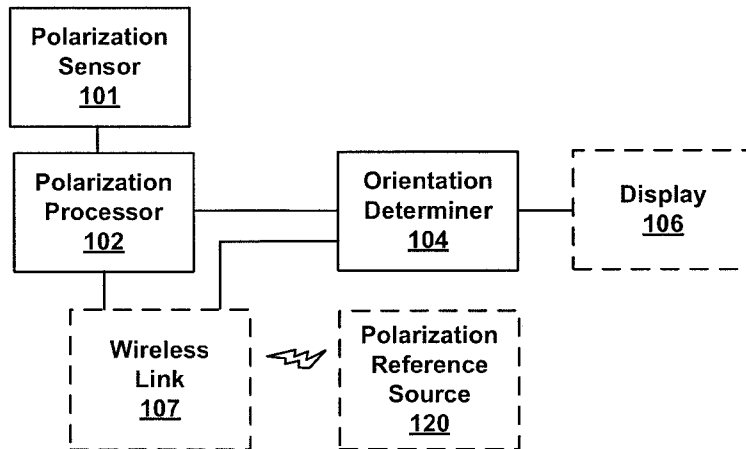 Polarization
Sensor
101
Polarization
Processor
102
Orientation
Determiner
104
Display
106
Wireless
Link
107
Polarization
Reference
Source
120